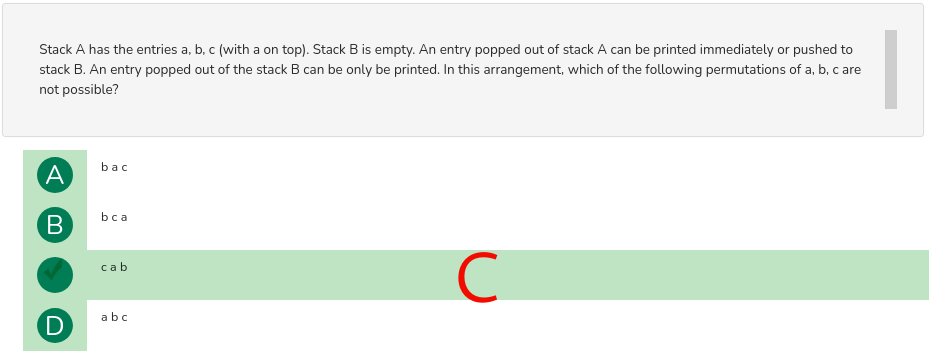 Stack A has the entries a, b, c (with a on top). Stack B is empty. An entry popped out of stack A can be printed immediately or pushed to
stack B. An entry popped out of the stack B can be only be printed. In this arrangement, which of the following permutations of a, b, c are
not possible?
A b a c
B b c a
c a b C
D a b c